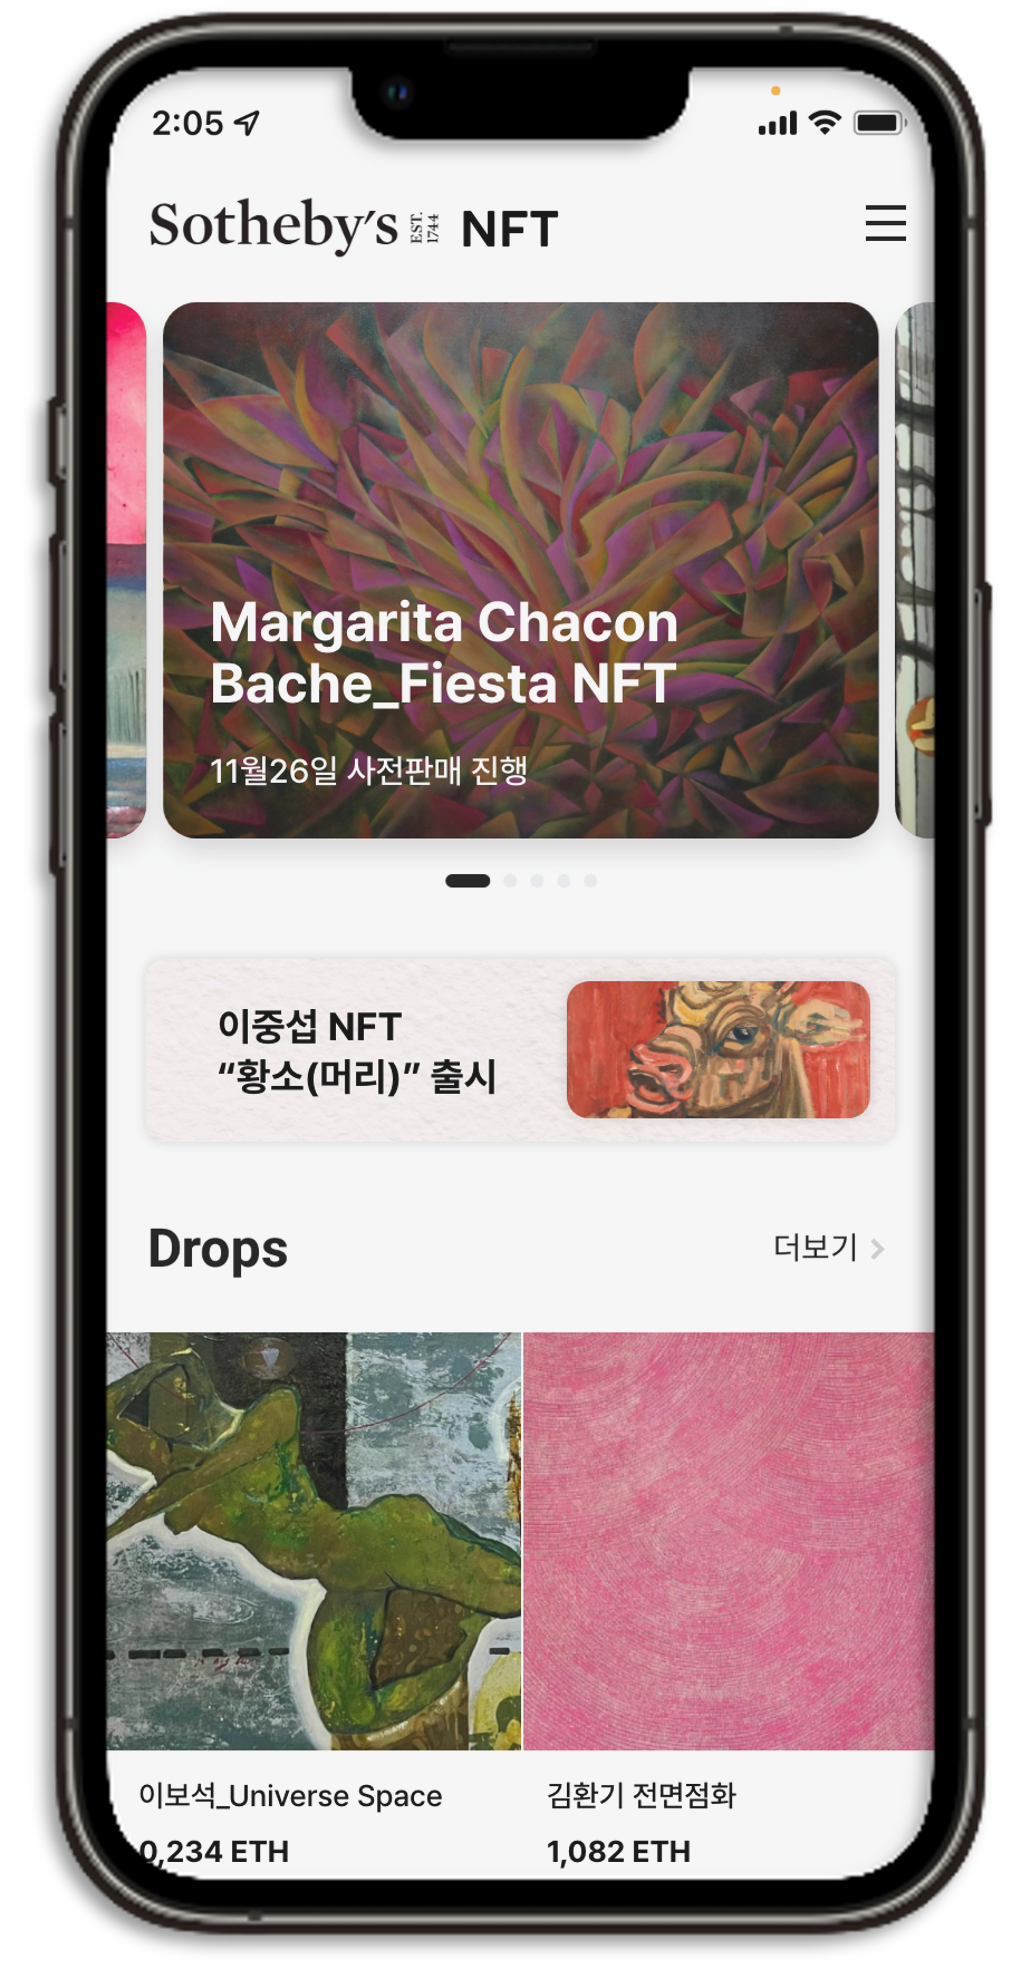 2:05
Sotheby's EST. 1744 NFT
Margarita Chacon
Bache_Fiesta NFT
11월26일 사전판매 진행
이중섭 NFT
“황소(머리)” 출시
Drops
더보기
이보석_Universe Space
김환기 전면점화
0,234 ETH
1,082 ETH